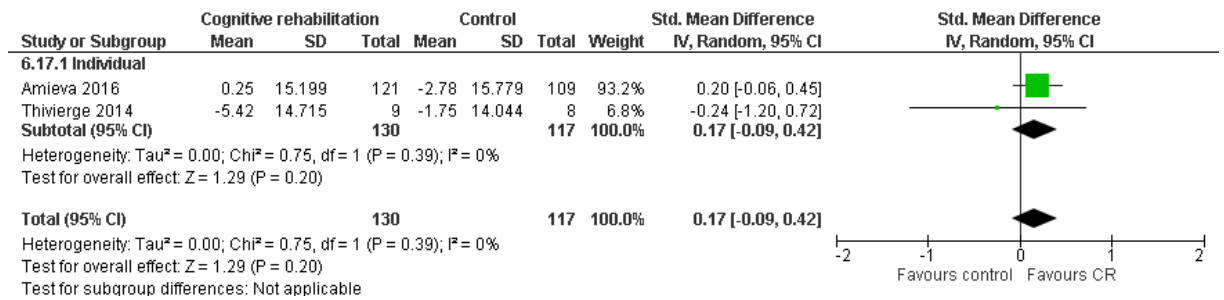 Cognitive rehabilitation Control Std. Mean Difference Std. Mean Difference
Study or Subgroup Mean SD Total Mean SD Total Weight IV, Random, 95% CI IV, Random, 95% CI
6.17.1 Individual
Amieva 2016 0.25 15.199 121 -2.78 15.779 109 93.2% 0.20 [-0.06, 0.45]
Thivierge 2014 -5.42 14.715 9 -1.75 14.044 8 6.8% -0.24 [-1.20, 0.72]
Subtotal (95% CI) 130 117 100.0% 0.17 [-0.09, 0.42]
Heterogeneity: Tau² = 0.00; Chi² = 0.75, df = 1 (P = 0.39); I² = 0%
Test for overall effect: Z = 1.29 (P = 0.20)
Total (95% CI) 130 117 100.0% 0.17 [-0.09, 0.42]
Heterogeneity: Tau² = 0.00; Chi² = 0.75, df = 1 (P = 0.39); I² = 0%
Test for overall effect: Z = 1.29 (P = 0.20)
Test for subgroup differences: Not applicable
-2 -1 0 1 2
Favours control Favours CR